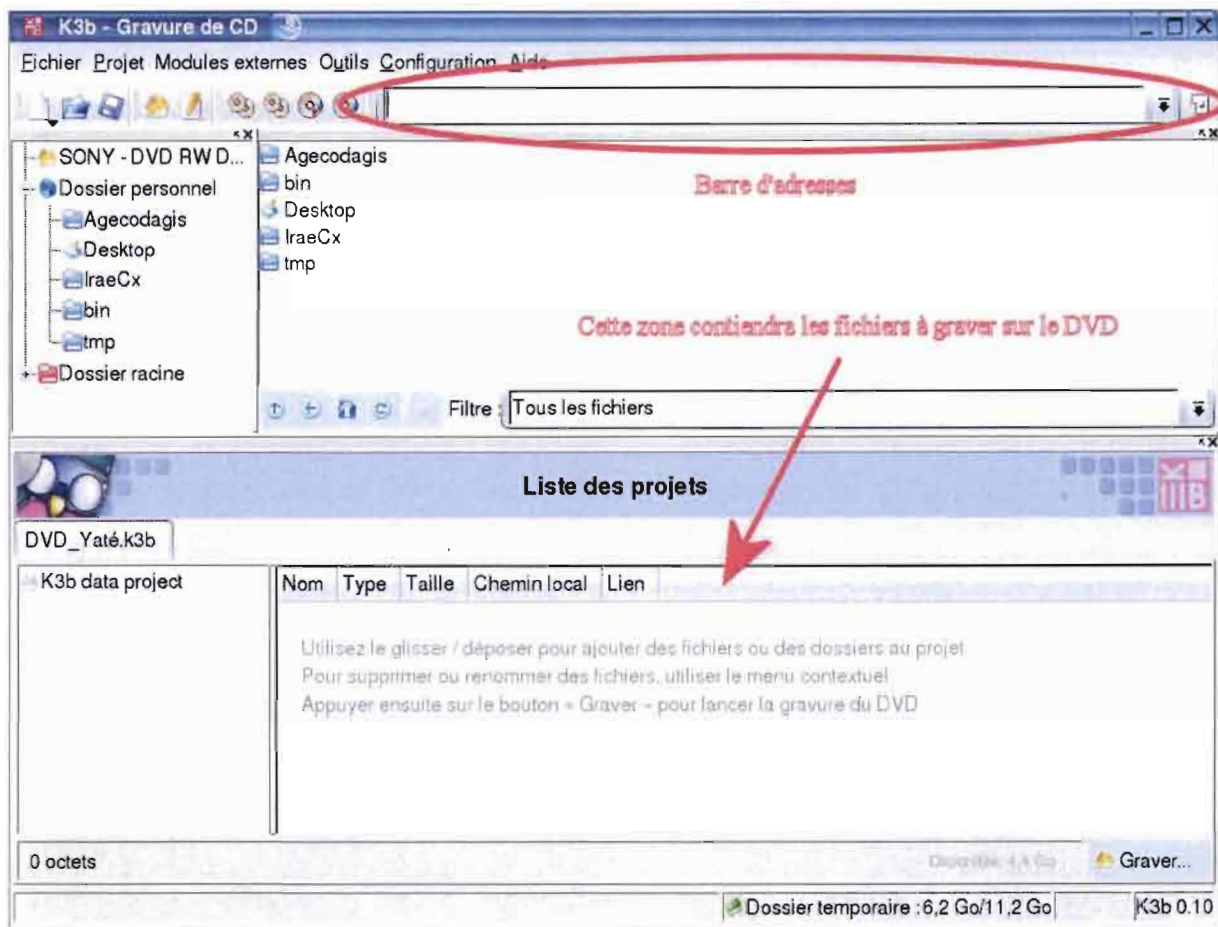 K3b - Gravure de CD
Fichier Projet Modules externes Outils Configuration Aide
SONY - DVD RW D...
Dossier personnel
Agecodagis
Desktop
IraeCx
bin
tmp
Dossier racine
Agecodagis
bin
Desktop
IraeCx
tmp
Barre d'adresses
Cette zone contiendra les fichiers à graver sur le DVD
Filtre : Tous les fichiers
Liste des projets
DVD_Yaté.k3b
K3b data project
Nom Type Taille Chemin local Lien
Utilisez le glisser / déposer pour ajouter des fichiers ou des dossiers au projet
Pour supprimer ou renommer des fichiers, utiliser le menu contextuel
Appuyer ensuite sur le bouton « Graver » pour lancer la gravure du DVD
0 octets
Disponible: 4,4 Go
Graver...
Dossier temporaire : 6,2 Go/11,2 Go
K3b 0.10